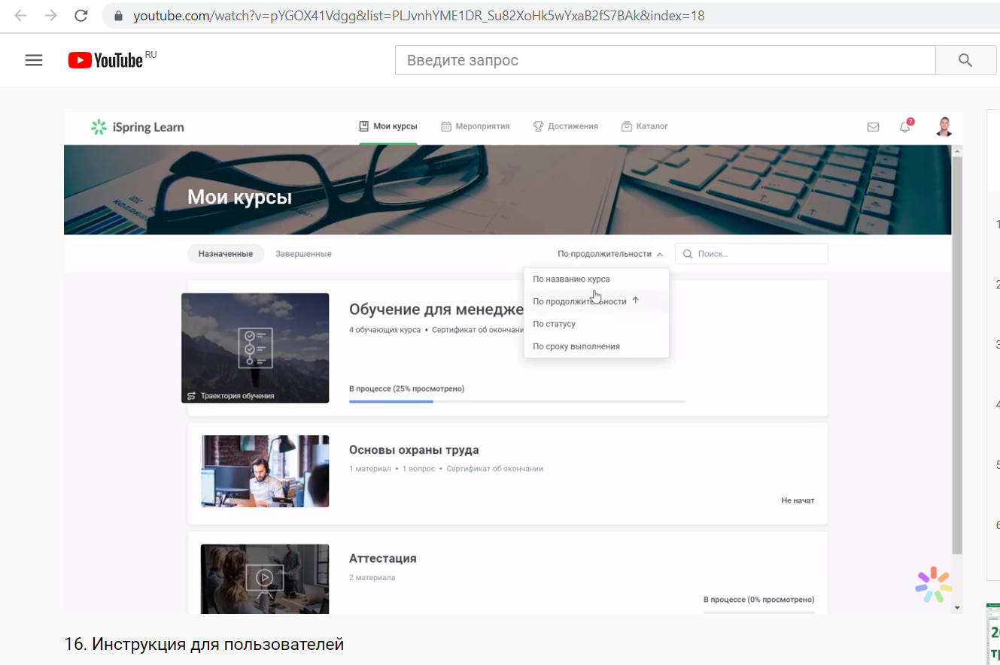 youtube.com/watch?v=pYGOX41Vdgg&list=PLJvnhYME1DR_Su82XoHk5wYxaB2fS7BAk&index=18
YouTube RU
Введите запрос
iSpring Learn
Мои курсы
Мероприятия
Достижения
Каталог
7
Мои курсы
Назначенные
Завершенные
По продолжительности
Поиск...
По названию курса
По продолжительности
По статусу
По сроку выполнения
Обучение для менедже
4 обучающих курса • Сертификат об окончани
В процессе (25% просмотрено)
Траектория обучения
Основы охраны труда
1 материал • 1 вопрос • Сертификат об окончании
Не начат
Аттестация
2 материала
В процессе (0% просмотрено)
16. Инструкция для пользователей
1
2
3
4
5
6